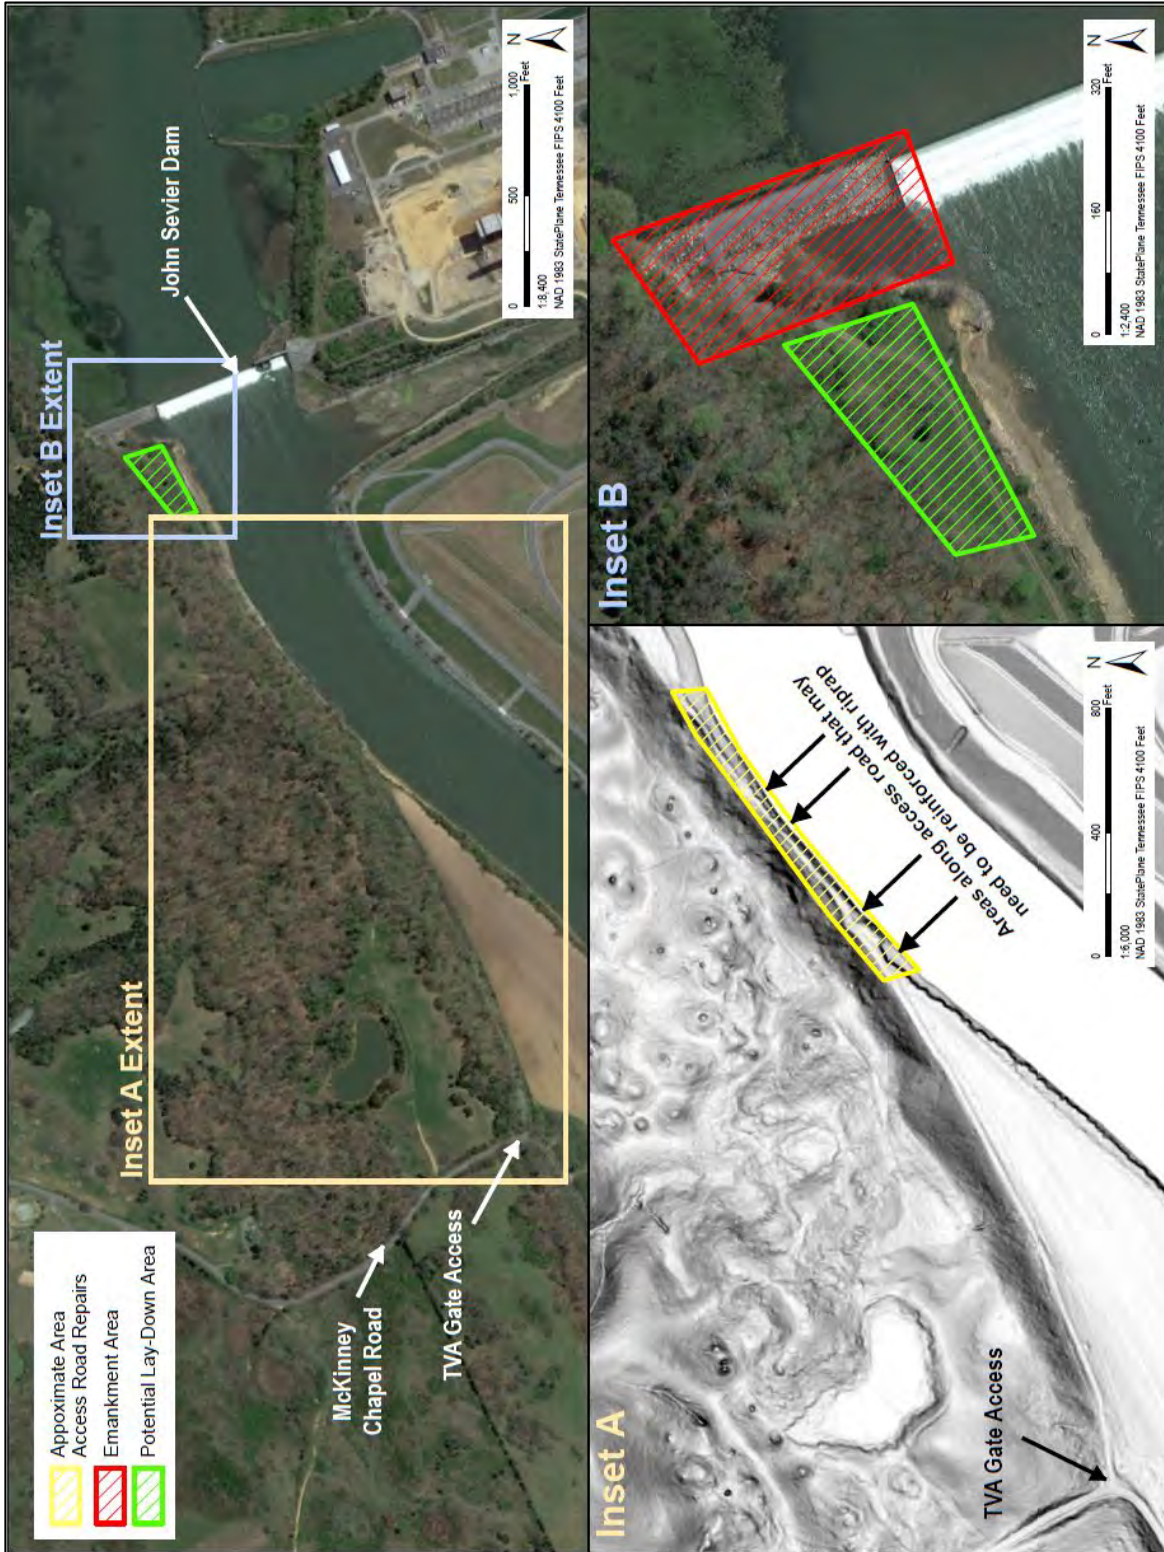 Appoximate Area
Access Road Repairs
Emankment Area
Potential Lay-Down Area
Inset A Extent
Inset B Extent
John Sevier Dam
McKinney
Chapel Road
TVA Gate Access
N
0 500 1,000
Feet
1:8,400
NAD 1983 StatePlane Tennessee FIPS 4100 Feet
Inset A
TVA Gate Access
Areas along access road that may
need to be reinforced with riprap
N
0 400 800
Feet
1:6,000
NAD 1983 StatePlane Tennessee FIPS 4100 Feet
Inset B
N
0 160 320
Feet
1:2,400
NAD 1983 StatePlane Tennessee FIPS 4100 Feet